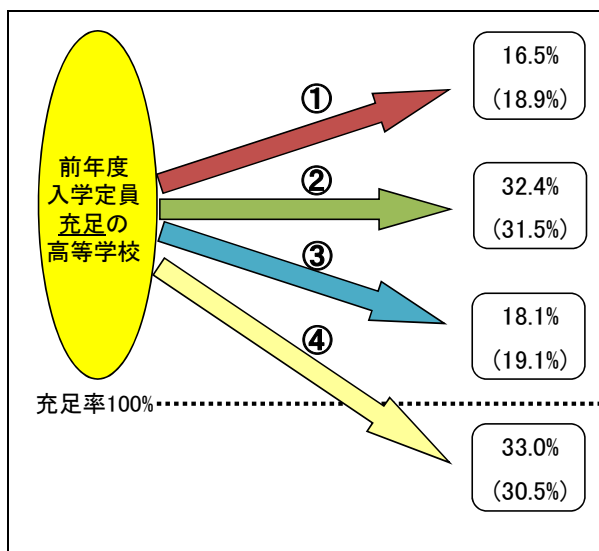 前年度
入学定員
充足の
高等学校
①
②
③
④
16.5%
(18.9%)
32.4%
(31.5%)
18.1%
(19.1%)
充足率100%
33.0%
(30.5%)